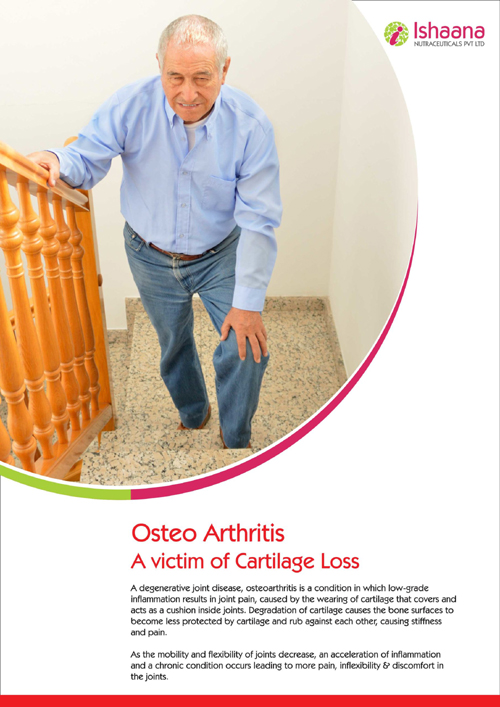 Ishaana
NUTRACEUTICALS PVT LTD
Osteo Arthritis
A victim of Cartilage Loss
A degenerative joint disease, osteoarthritis is a condition in which low-grade
inflammation results in joint pain, caused by the wearing of cartilage that covers and
acts as a cushion inside joints. Degradation of cartilage causes the bone surfaces to
become less protected by cartilage and rub against each other, causing stiffness
and pain.
As the mobility and flexibility of joints decrease, an acceleration of inflammation
and a chronic condition occurs leading to more pain, inflexibility & discomfort in
the joints.